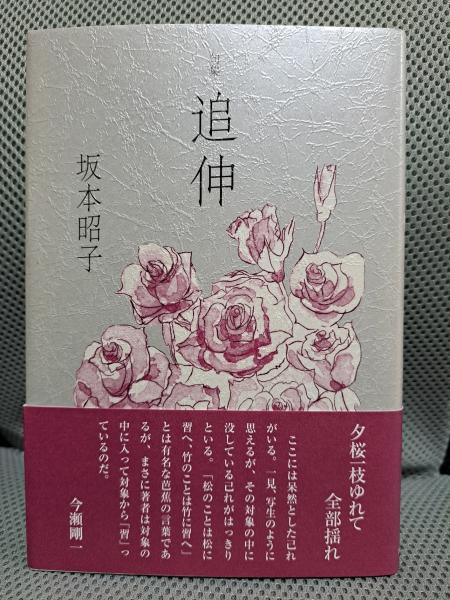 句集
追伸
坂本昭子
夕桜一枝ゆれて
全部揺れ
ここには呆然とした己れ
がいる。一見、写生のように
思えるが、その対象の中に
没している己れがはっきり
といる。「松のことは松に
習へ、竹のことは竹に習へ」
とは有名な芭蕉の言葉であ
るが、まさに著者は対象の
中に入って対象から「習」っ
ているのだ。
今瀬剛一